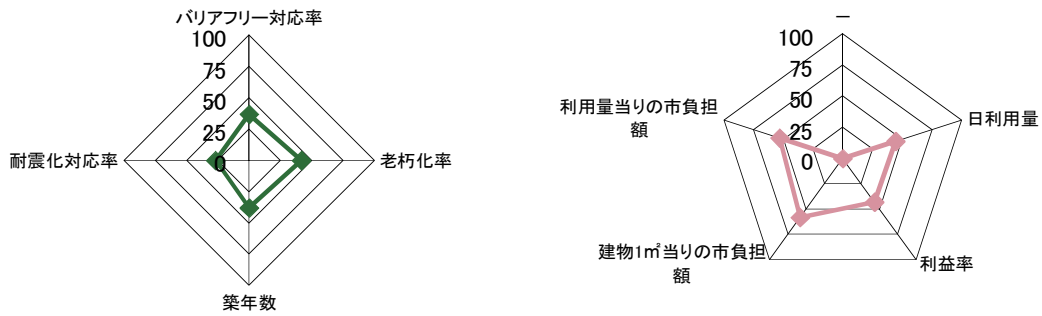 バリアフリー対応率
100
75
50
25
0
耐震化対応率
老朽化率
築年数
－
100
75
50
25
0
利用量当りの市負担
額
日利用量
建物1㎡当りの市負担
額
利益率